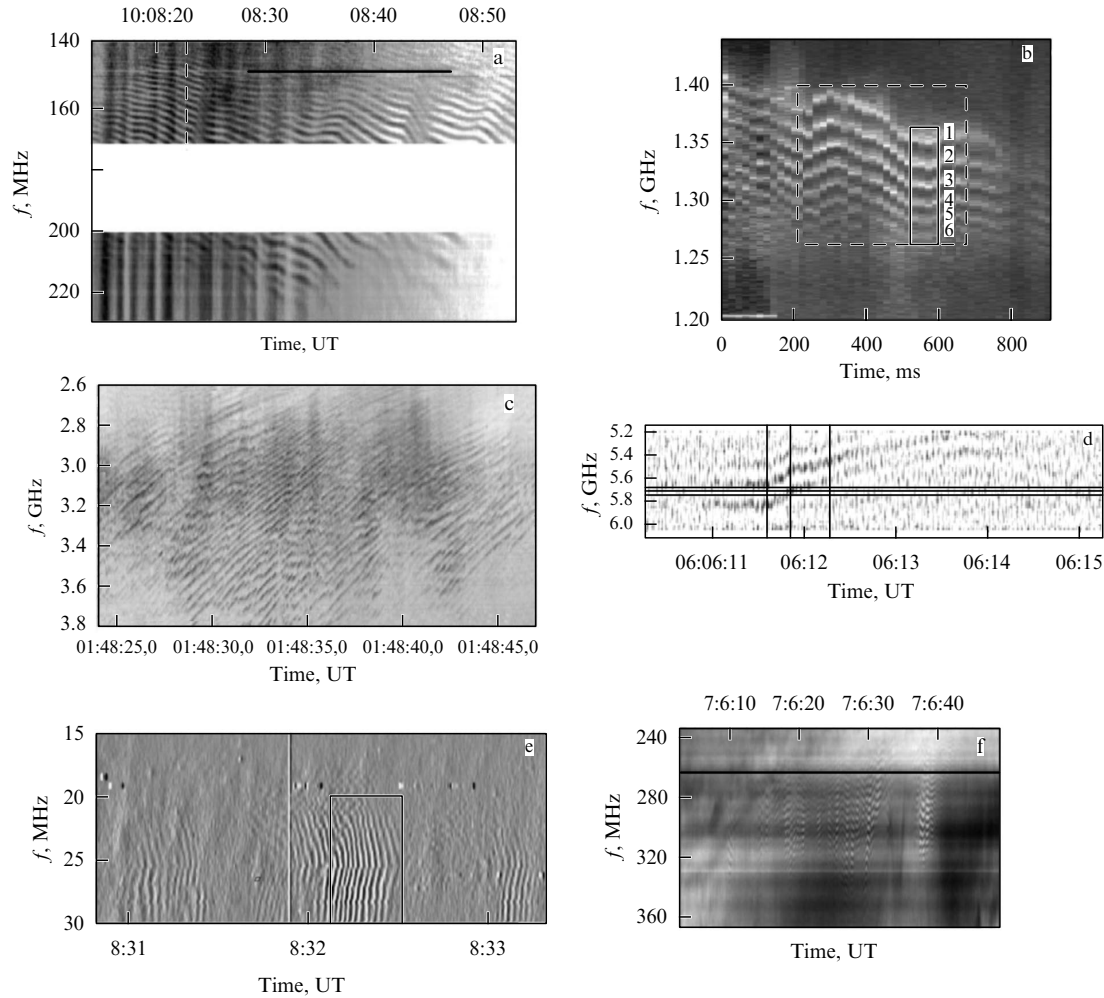 10:08:20 08:30 08:40 08:50
a
f, MHz
140
160
200
220
Time, UT
b
f, GHz
1.40
1.35
1.30
1.25
1.20
1
2
3
4
5
6
0 200 400 600 800
Time, ms
c
f, GHz
2.6
2.8
3.0
3.2
3.4
3.6
3.8
01:48:25,0 01:48:30,0 01:48:35,0 01:48:40,0 01:48:45,0
Time, UT
d
f, GHz
5.2
5.4
5.6
5.8
6.0
06:06:11 06:12 06:13 06:14 06:15
Time, UT
e
f, MHz
15
20
25
30
8:31 8:32 8:33
Time, UT
7:6:10 7:6:20 7:6:30 7:6:40
f
f, MHz
240
280
320
360
Time, UT